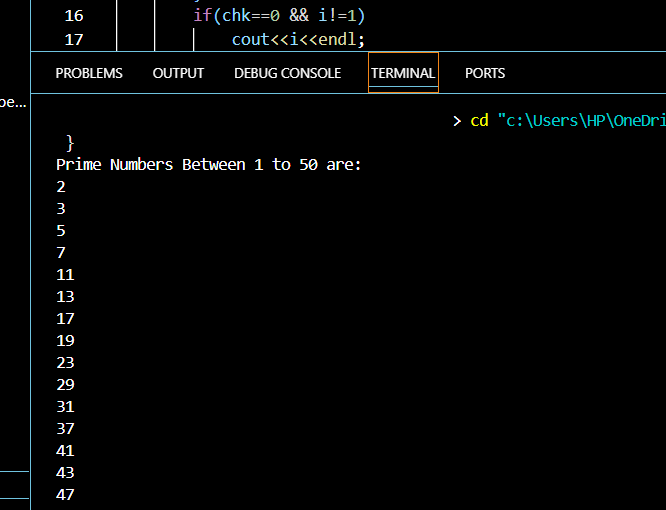 16 if(chk==0 && i!=1)
17 cout<<i<<endl;
PROBLEMS OUTPUT DEBUG CONSOLE TERMINAL PORTS
be...
> cd "c:\Users\HP\OneDri
}
Prime Numbers Between 1 to 50 are:
2
3
5
7
11
13
17
19
23
29
31
37
41
43
47